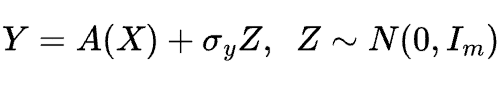 Y = A(X) + σ_y Z, Z ∼ N(0, I_m)